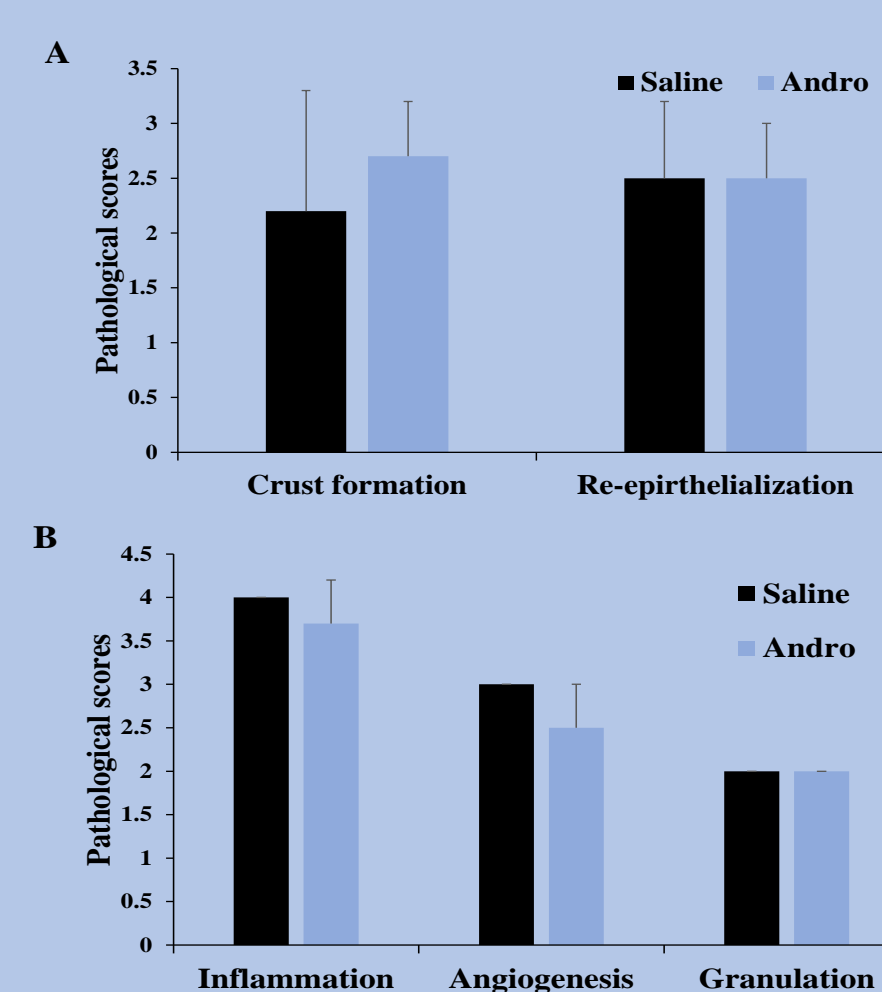 A
3.5
Saline Andro
3
2.5
2
1.5
1
0.5
0
Pathological scores
Crust formation Re-epirthelialization
B
4.5
4
3.5
3
2.5
2
1.5
1
0.5
0
Pathological scores
Saline
Andro
Inflammation Angiogenesis Granulation